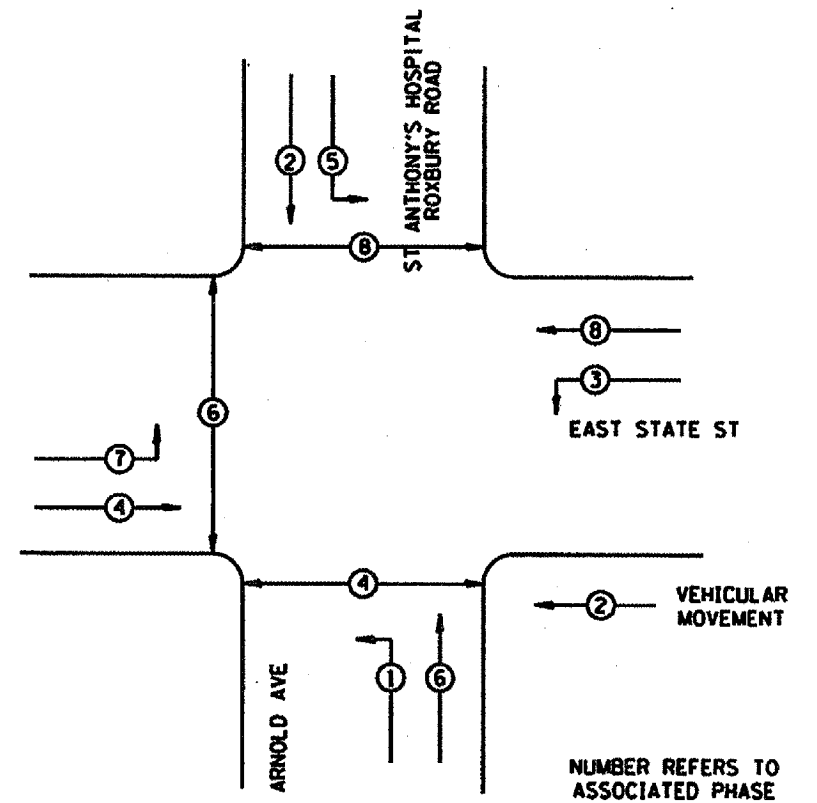 ST ANTHONY'S HOSPITAL
ROXBURY ROAD
2
5
8
8
3
EAST STATE ST
6
7
4
4
2
VEHICULAR
MOVEMENT
1
6
ARNOLD AVE
NUMBER REFERS TO
ASSOCIATED PHASE